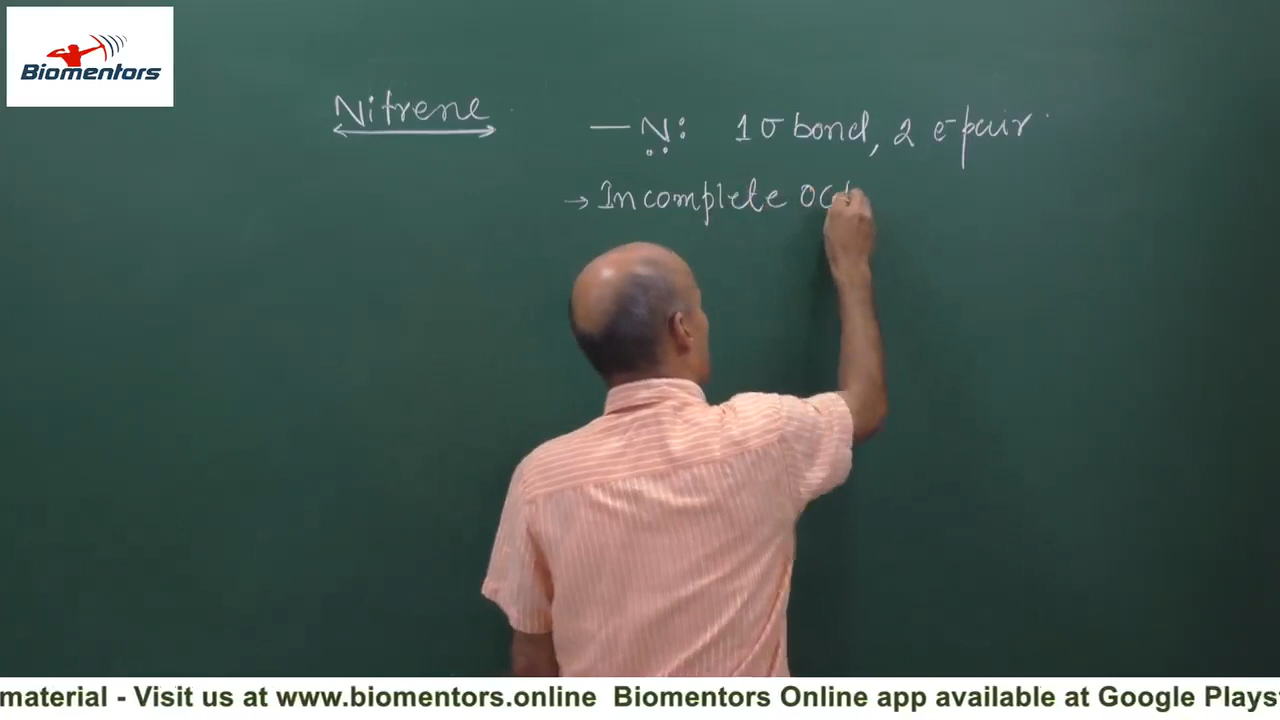 Biomentors
Nitrene
—N̤: 1σ bond, 2 e⁻pair
→ Incomplete Oct
material - Visit us at www.biomentors.online Biomentors Online app available at Google Plays